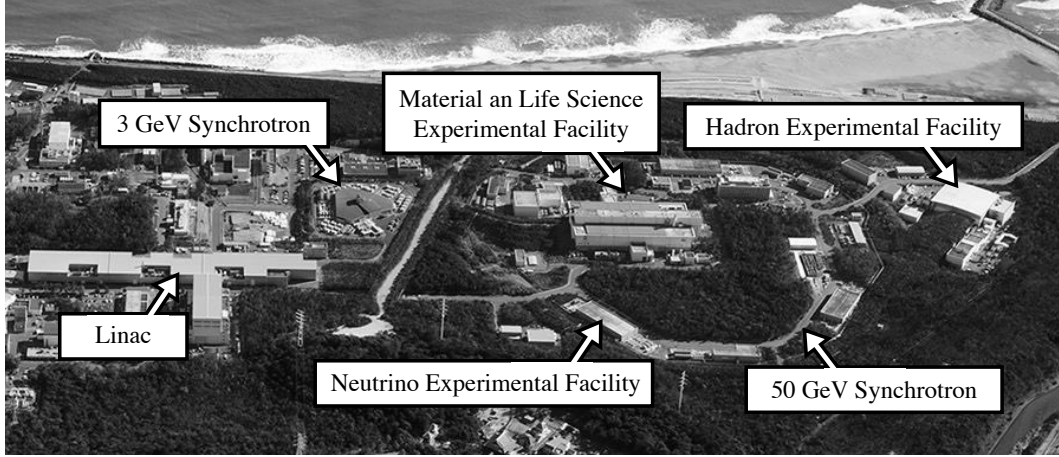 3 GeV Synchrotron
Material an Life Science
Experimental Facility
Hadron Experimental Facility
Linac
Neutrino Experimental Facility
50 GeV Synchrotron